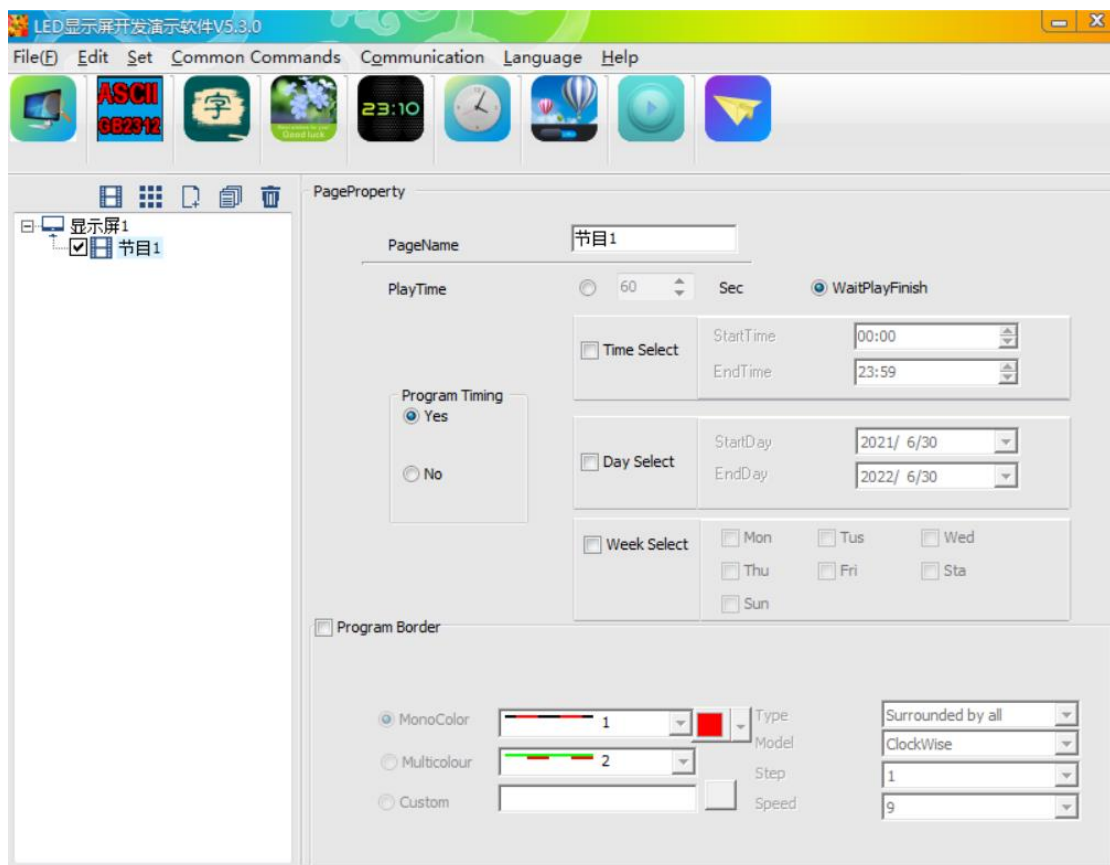 LED显示屏开发演示软件V5.3.0
File(F) Edit Set Common Commands Communication Language Help
ASCII
GB2312
字
Good luck
23:10
PageProperty
显示屏1
节目1
PageName 节目1
PlayTime 60 Sec WaitPlayFinish
Time Select StartTime 00:00
EndTime 23:59
Program Timing
Yes
No
Day Select StartDay 2021/ 6/30
EndDay 2022/ 6/30
Week Select Mon Tus Wed
Thu Fri Sta
Sun
Program Border
MonoColor 1 Type Surrounded by all
Model ClockWise
Multicolour 2
Step 1
Custom Speed 9